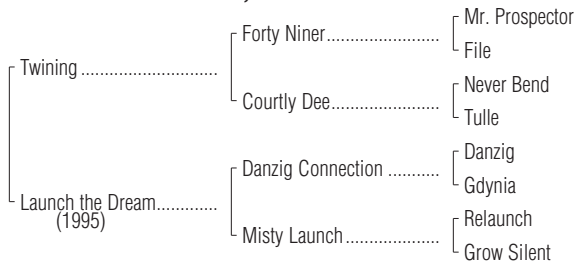 Mr. Prospector
Forty Niner........................
File
Twining .............................
Never Bend
Courtly Dee.......................
Tulle
Danzig
Danzig Connection ...........
Gdynia
Launch the Dream.............
(1995)
Relaunch
Misty Launch....................
Grow Silent